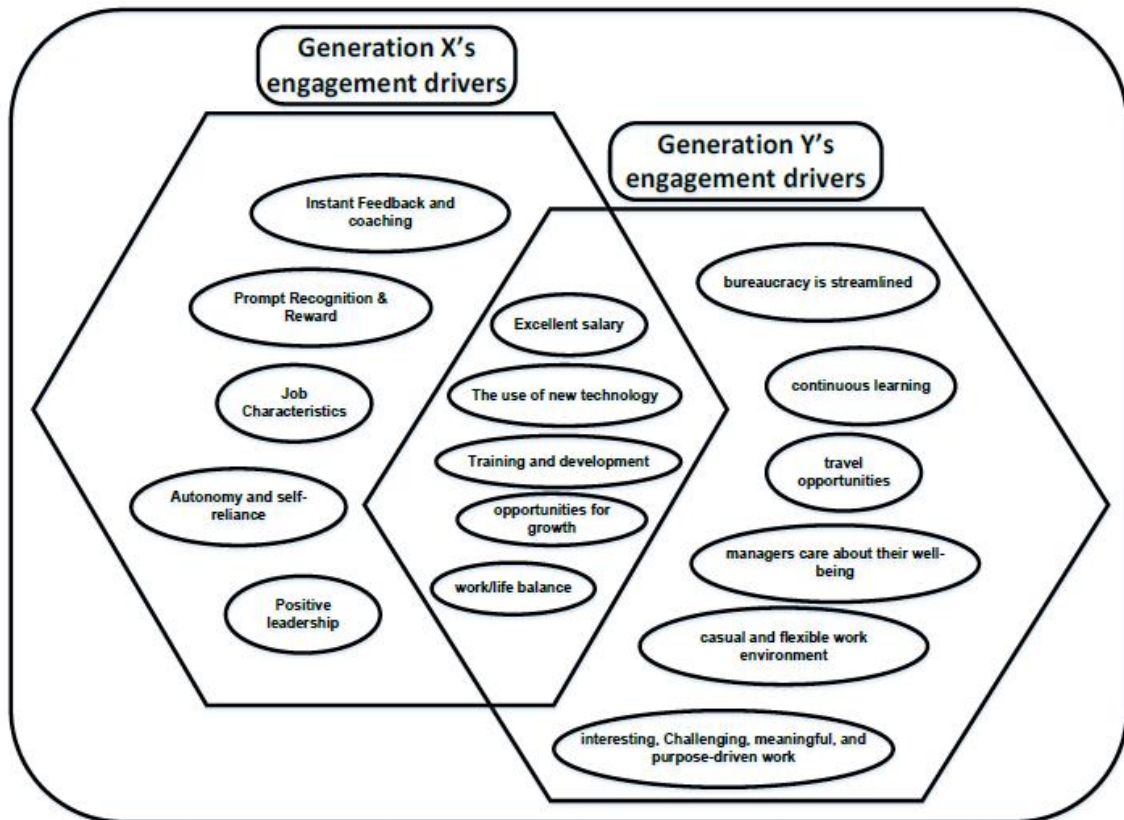 Generation X's
engagement drivers
Generation Y's
engagement drivers
Instant Feedback and
coaching
Prompt Recognition &
Reward
Job
Characteristics
Autonomy and self-
reliance
Positive
leadership
Excellent salary
The use of new technology
Training and development
opportunities for
growth
work/life balance
bureaucracy is streamlined
continuous learning
travel
opportunities
managers care about their well-
being
casual and flexible work
environment
interesting, Challenging, meaningful, and
purpose-driven work